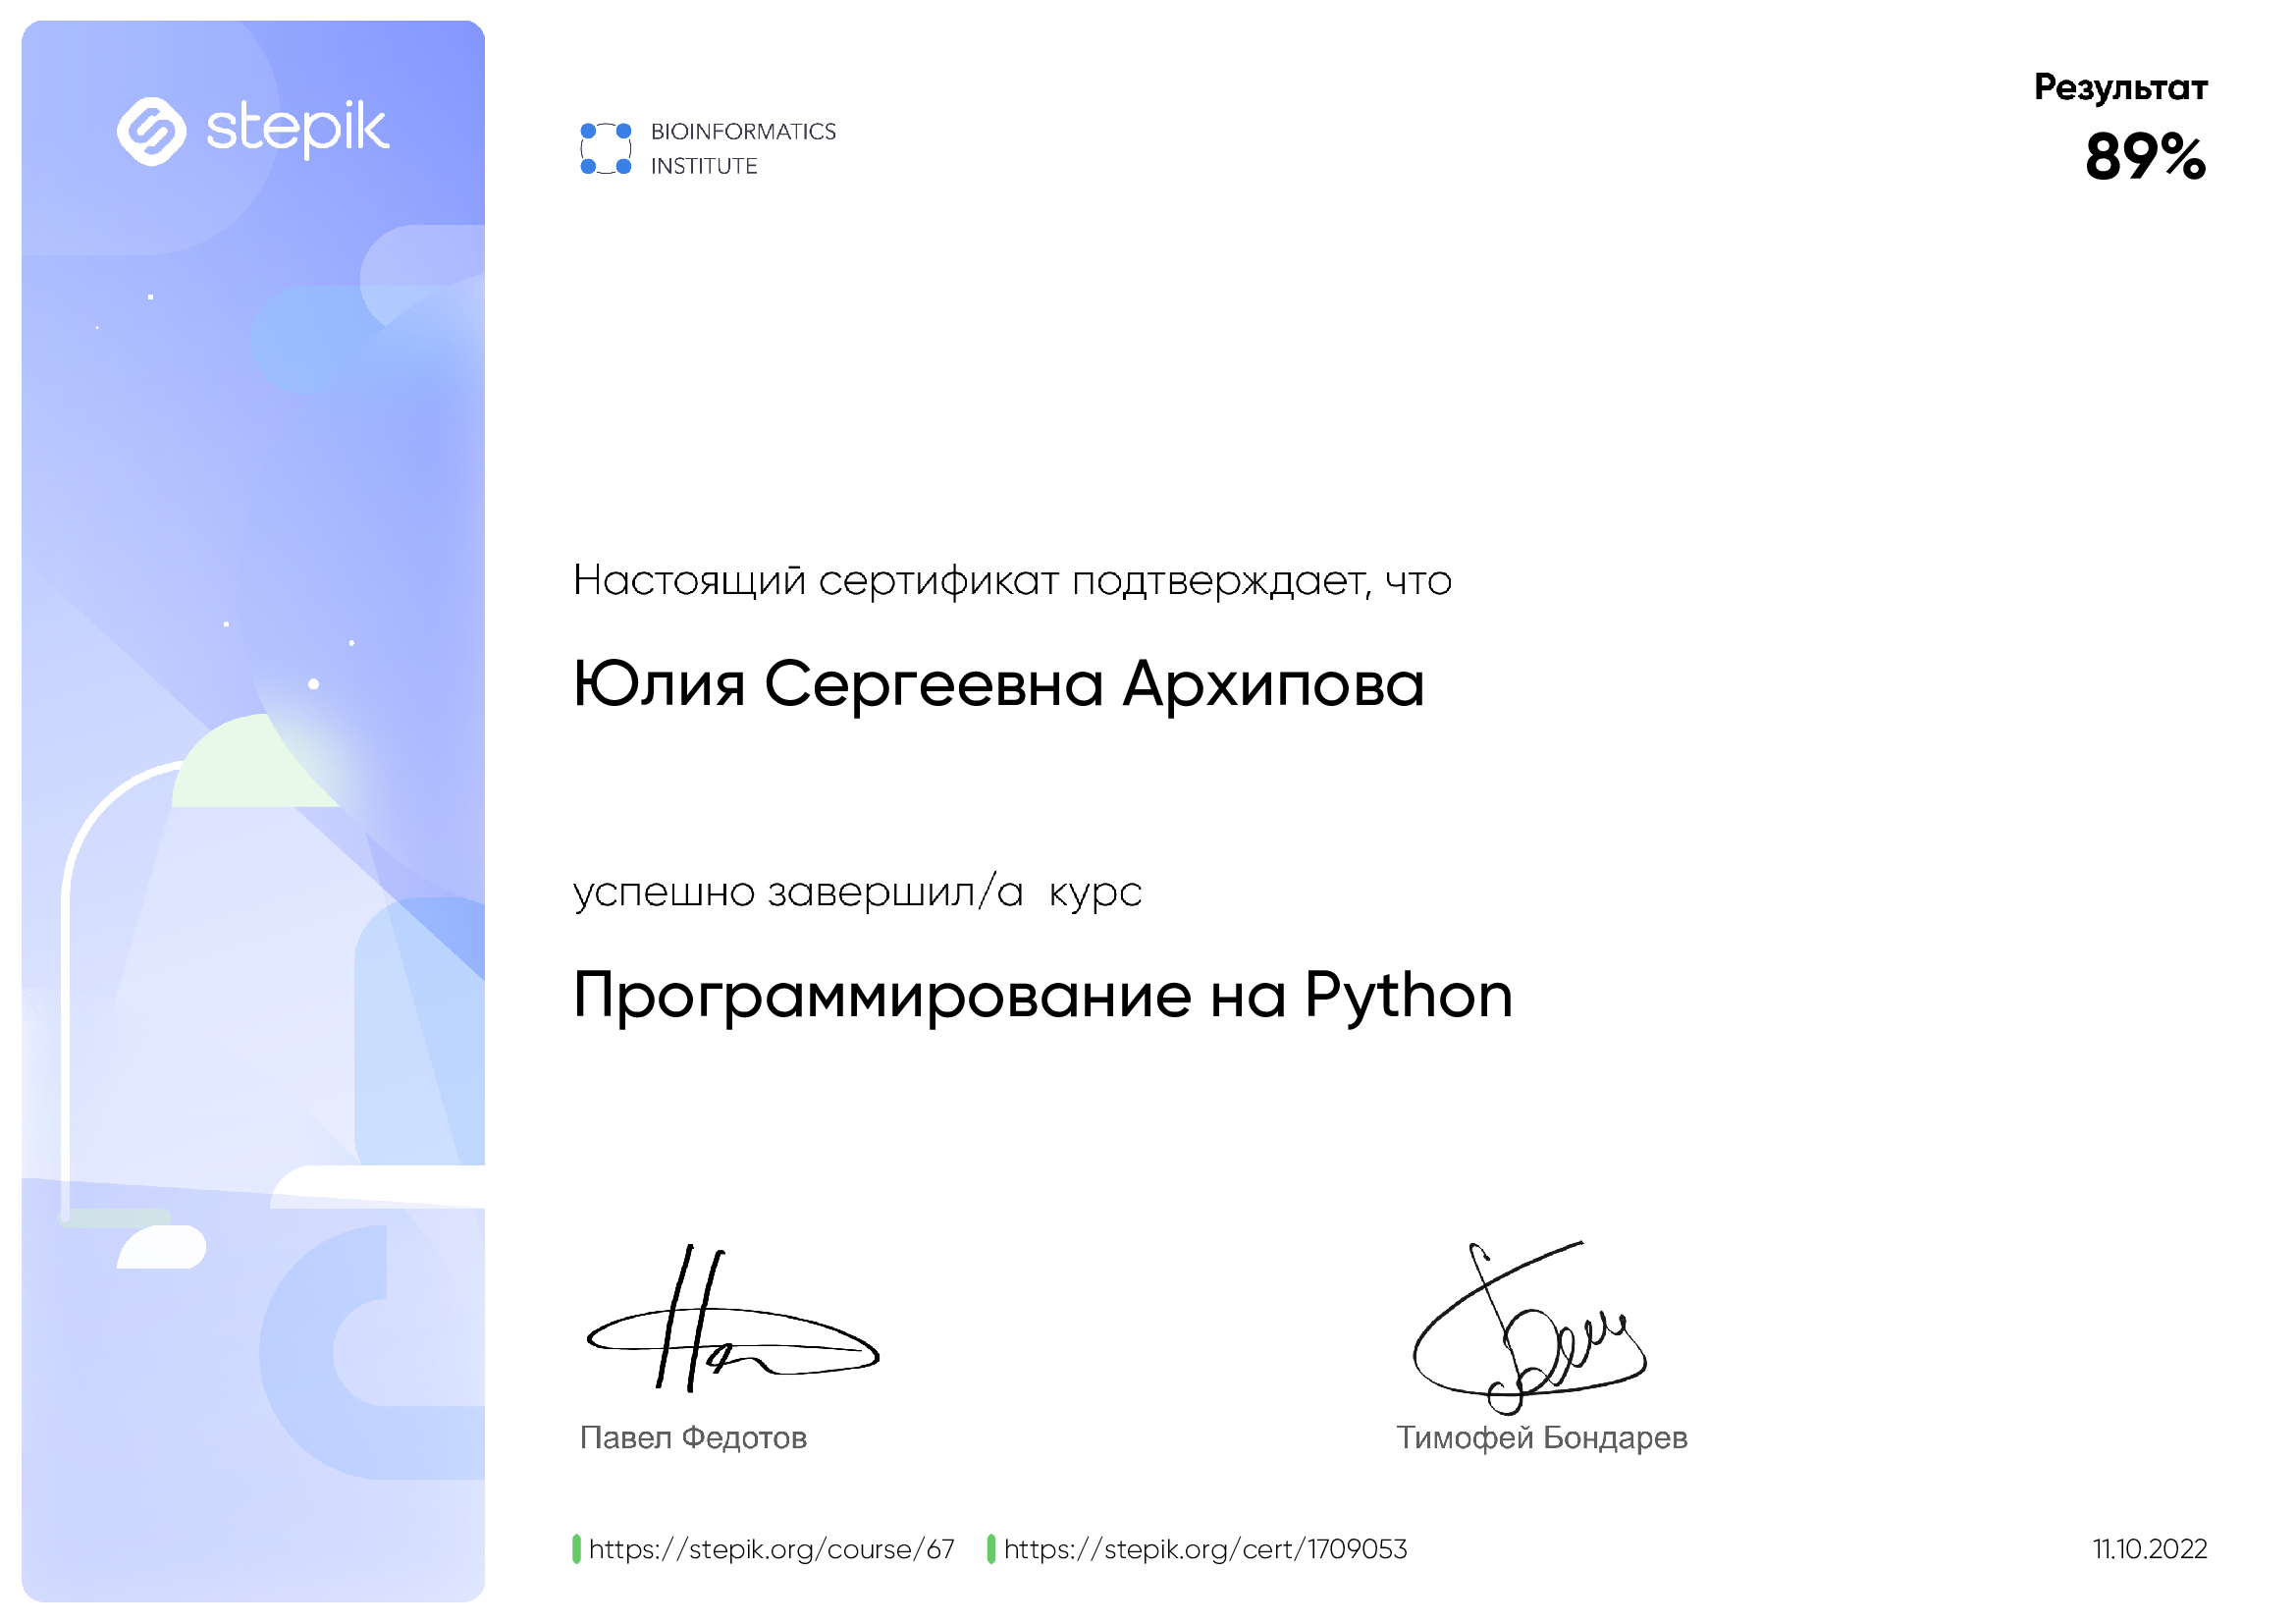 stepik
BIOINFORMATICS
INSTITUTE
Результат
89%
Настоящий сертификат подтверждает, что
Юлия Сергеевна Архипова
успешно завершил/а курс
Программирование на Python
Павел Федотов
Тимофей Бондарев
https://stepik.org/course/67 https://stepik.org/cert/1709053 11.10.2022